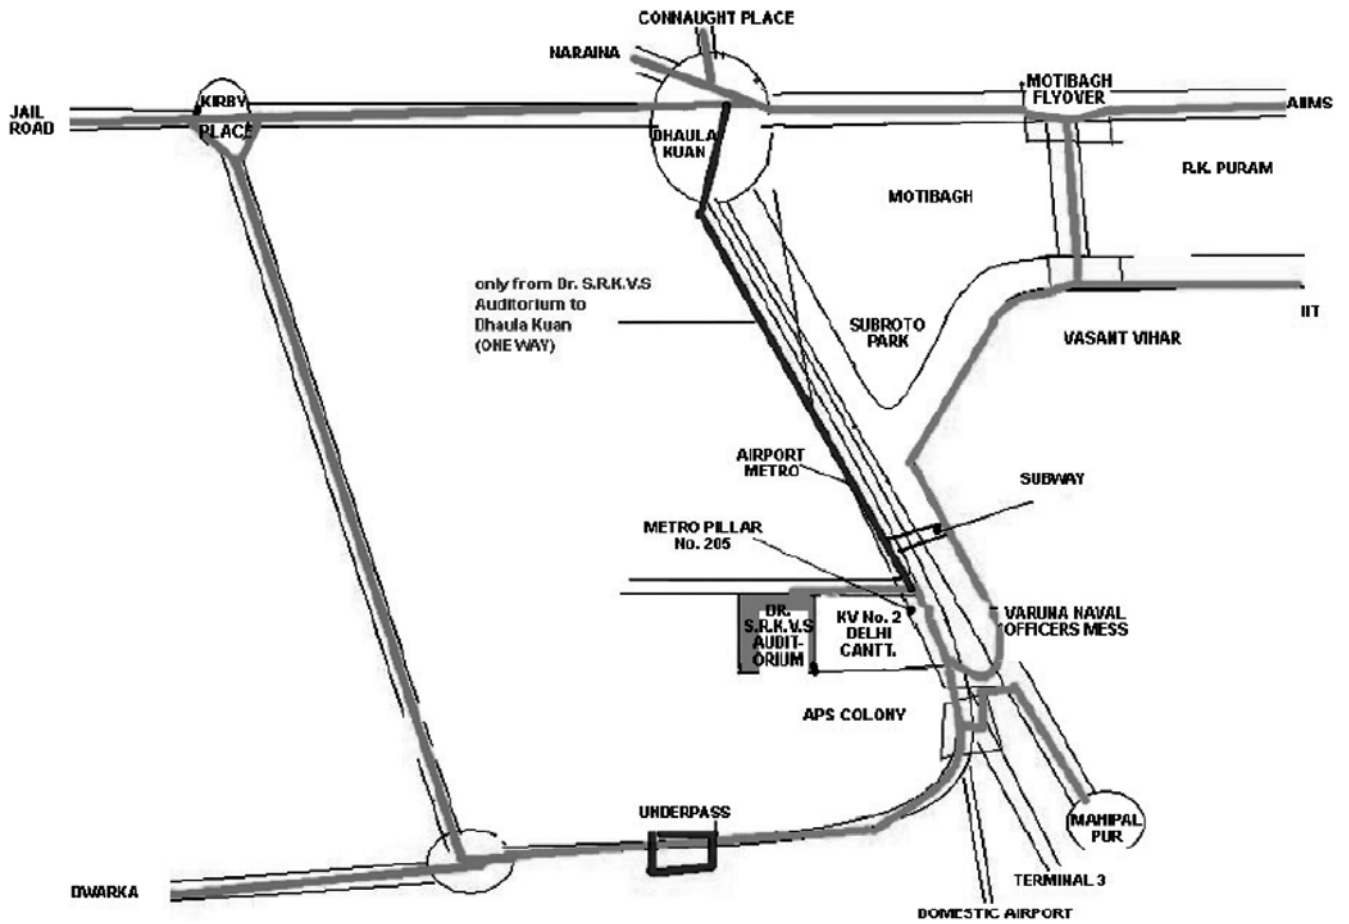 CONNAUGHT PLACE
NARAINA
MOTIBAGH
FLYOVER
KIRBY
PLACE
JAIL
ROAD
AIIMS
DHAULA
KUAN
R.K. PURAM
MOTIBAGH
only from Dr. S.R.K.V.S
Auditorium to
Dhaula Kuan
(ONE WAY)
SUBROTO
PARK
IIT
VASANT VIHAR
AIRPORT
METRO
SUBWAY
METRO PILLAR
No. 205
DR.
S.R.K.V.S
AUDIT-
ORIUM
KV No. 2
DELHI
CANTT.
VARUNA NAVAL
OFFICERS MESS
APS COLONY
UNDERPASS
MAHIPAL
PUR
TERMINAL 3
DWARKA
DOMESTIC AIRPORT